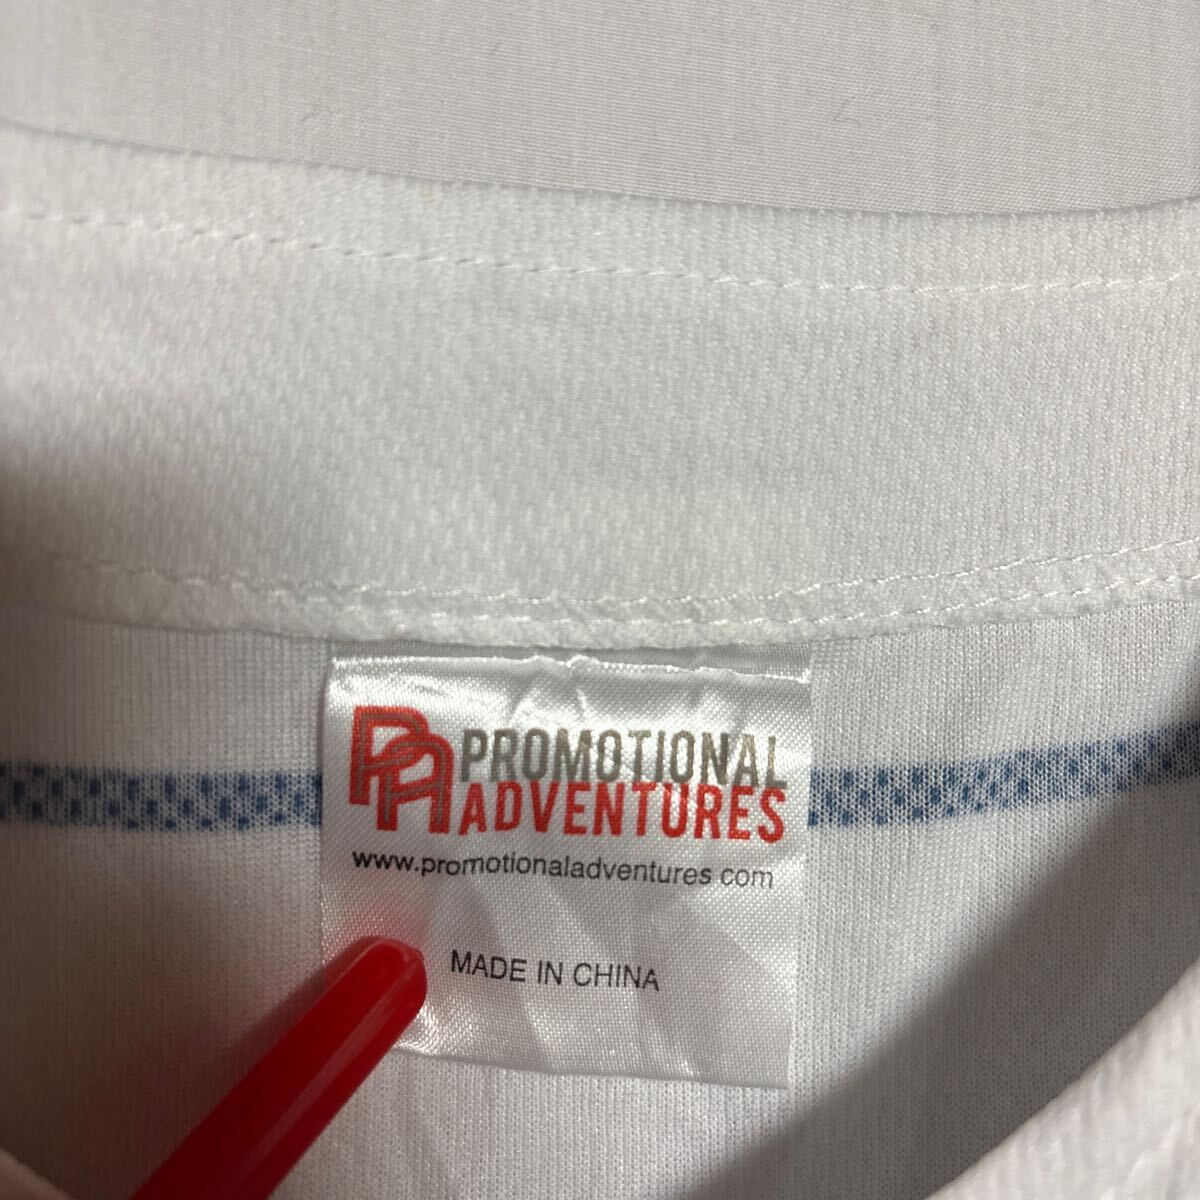 PA PROMOTIONAL
ADVENTURES
www.promotionaladventures.com
MADE IN CHINA